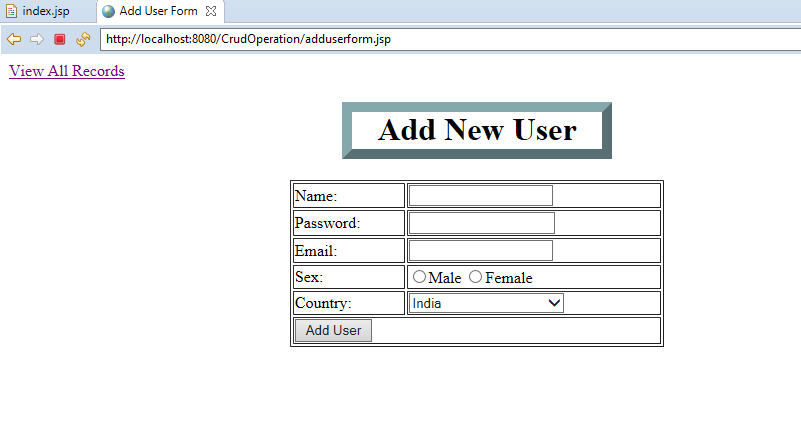 index.jsp Add User Form
http://localhost:8080/CrudOperation/adduserform.jsp
View All Records
Add New User
Name:
Password:
Email:
Sex: Male Female
Country: India
Add User